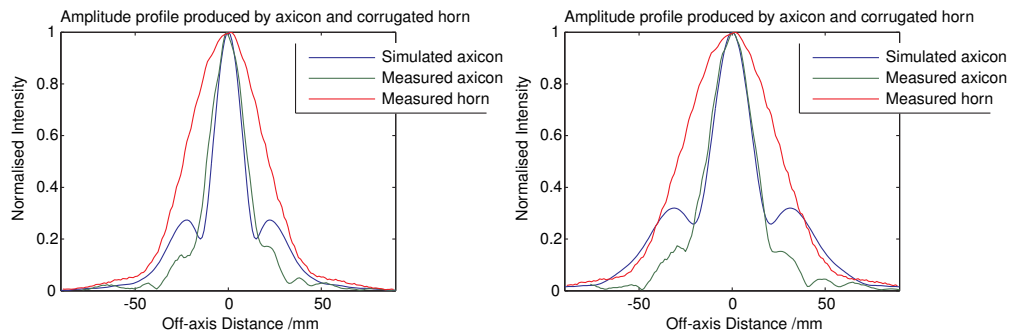 Amplitude profile produced by axicon and corrugated horn
1
0.8
0.6
0.4
0.2
0
-50
0
50
Normalised Intensity
Off-axis Distance /mm
Simulated axicon
Measured axicon
Measured horn
Amplitude profile produced by axicon and corrugated horn
1
0.8
0.6
0.4
0.2
0
-50
0
50
Normalised Intensity
Off-axis Distance /mm
Simulated axicon
Measured axicon
Measured horn